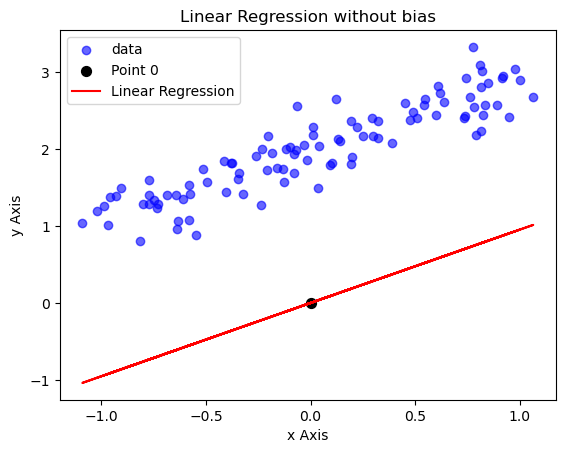 Linear Regression without bias
data
Point 0
Linear Regression
3
2
1
0
−1
y Axis
−1.0
−0.5
0.0
0.5
1.0
x Axis